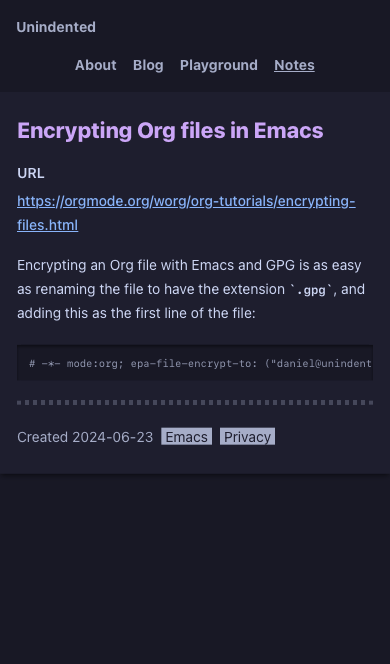 Unindented
About Blog Playground Notes
Encrypting Org files in Emacs
URL
https://orgmode.org/worg/org-tutorials/encrypting-
files.html
Encrypting an Org file with Emacs and GPG is as easy
as renaming the file to have the extension `.gpg`, and
adding this as the first line of the file:
# -*- mode:org; epa-file-encrypt-to: ("daniel@unindent
Created 2024-06-23 Emacs Privacy